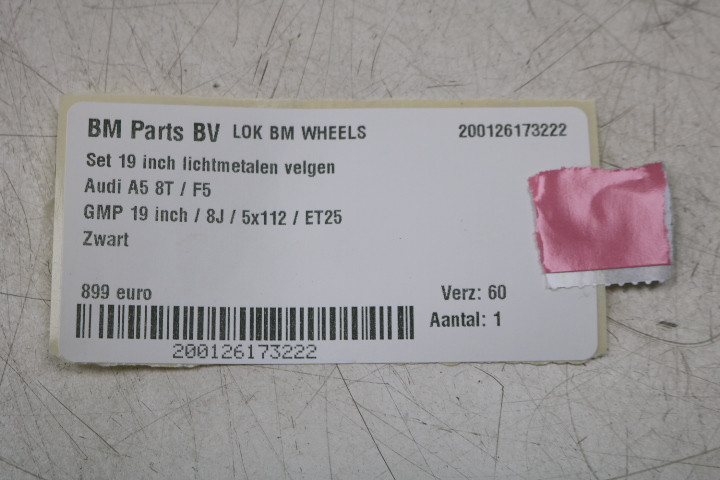 BM Parts BV LOK BM WHEELS 200126173222
Set 19 inch lichtmetalen velgen
Audi A5 8T / F5
GMP 19 inch / 8J / 5x112 / ET25
Zwart
899 euro Verz: 60
Aantal: 1
200126173222